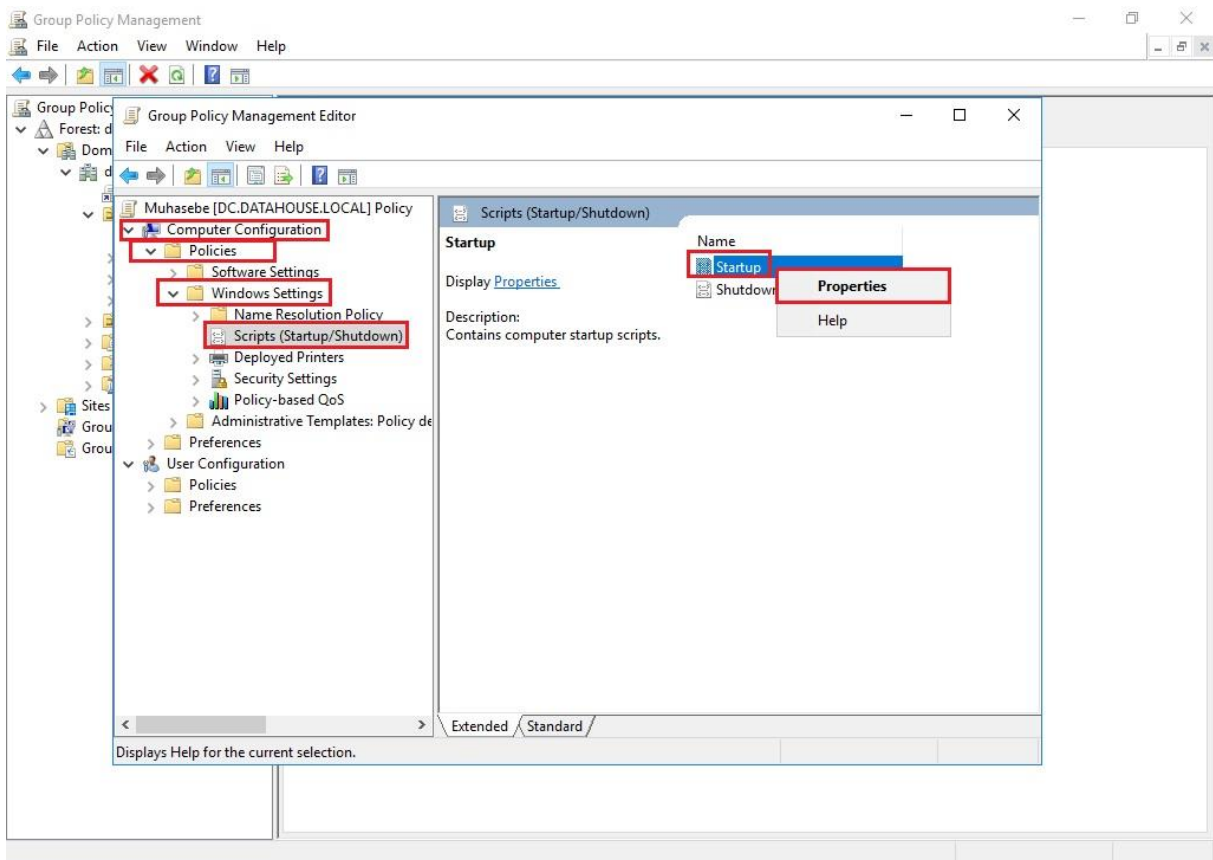 Group Policy Management
File Action View Window Help
Group Policy
Forest: d
Dom
d
Sites
Grou
Grou
Group Policy Management Editor
File Action View Help
Muhasebe [DC.DATAHOUSE.LOCAL] Policy
Computer Configuration
Policies
Software Settings
Windows Settings
Name Resolution Policy
Scripts (Startup/Shutdown)
Deployed Printers
Security Settings
Policy-based QoS
Administrative Templates: Policy de
Preferences
User Configuration
Policies
Preferences
Scripts (Startup/Shutdown)
Startup
Display Properties
Description:
Contains computer startup scripts.
Name
Startup
Shutdown
Properties
Help
Extended Standard
Displays Help for the current selection.